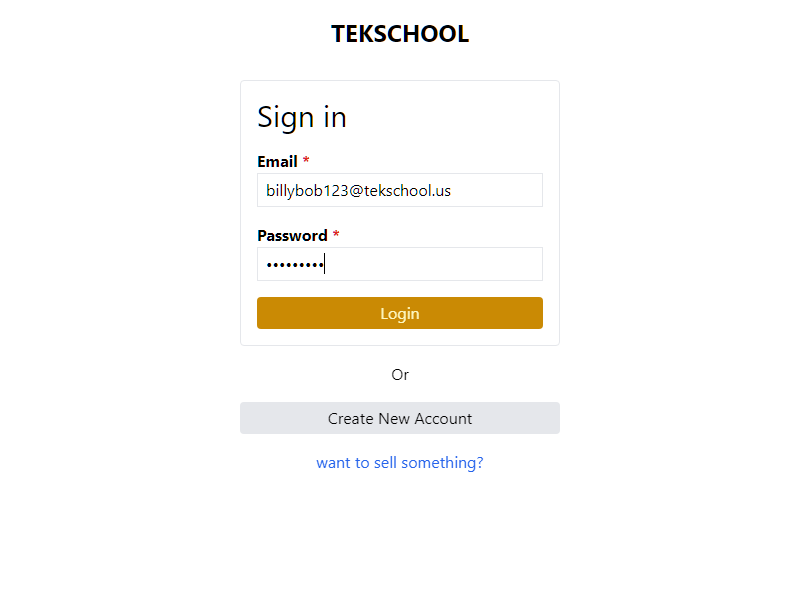 TEKSCHOOL
Sign in
Email *
billybob123@tekschool.us
Password *
•••••••••
Login
Or
Create New Account
want to sell something?